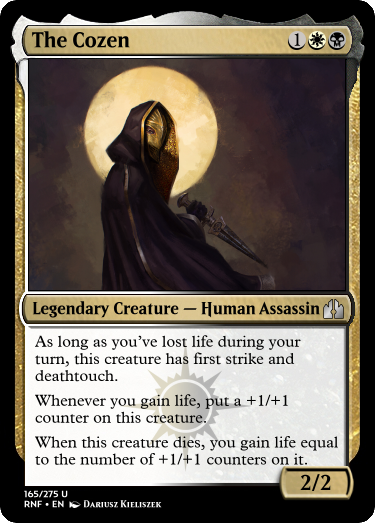 The Cozen 1
Legendary Creature — Human Assassin
As long as you've lost life during your
turn, this creature has first strike and
deathtouch.
Whenever you gain life, put a +1/+1
counter on this creature.
When this creature dies, you gain life equal
to the number of +1/+1 counters on it.
2/2
165/275 U
RNF • EN DARIUSZ KIELISZEK